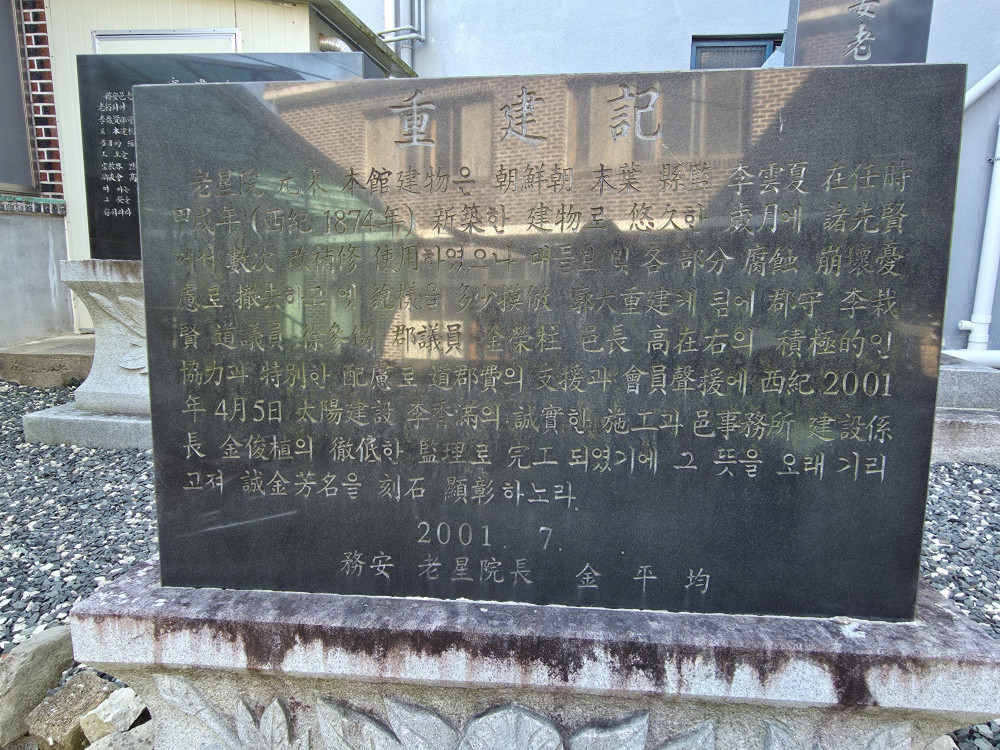 重建記
老星院 元來 本館建物은 朝鮮朝 末葉 縣監 李雲夏 在任時
甲戌年 (西紀 1874年) 新築한 建物로 悠久한 歲月에 諸先賢
께서 數次 改補修 使用하였으나 대들보 및 各 部分 腐蝕 崩壞憂
慮로 撤去하고 옛 貌樣을 多少模倣 廓大重建케 됨에 郡守 李栽
賢 道議員 徐參錫 郡議員 金榮柱 邑長 高在右의 積極的인
協力과 特別한 配慮로 道郡費의 支援과 會員聲援에 西紀 2001
年 4月5日 太陽建設 李香滿의 誠實한 施工과 邑事務所 建設係
長 金俊植의 徹底한 監理로 完工 되였기에 그 뜻을 오래 기리
고저 誠金芳名을 刻石 顯彰하노라.
2001. 7.
務安 老星院長 金平均
安老